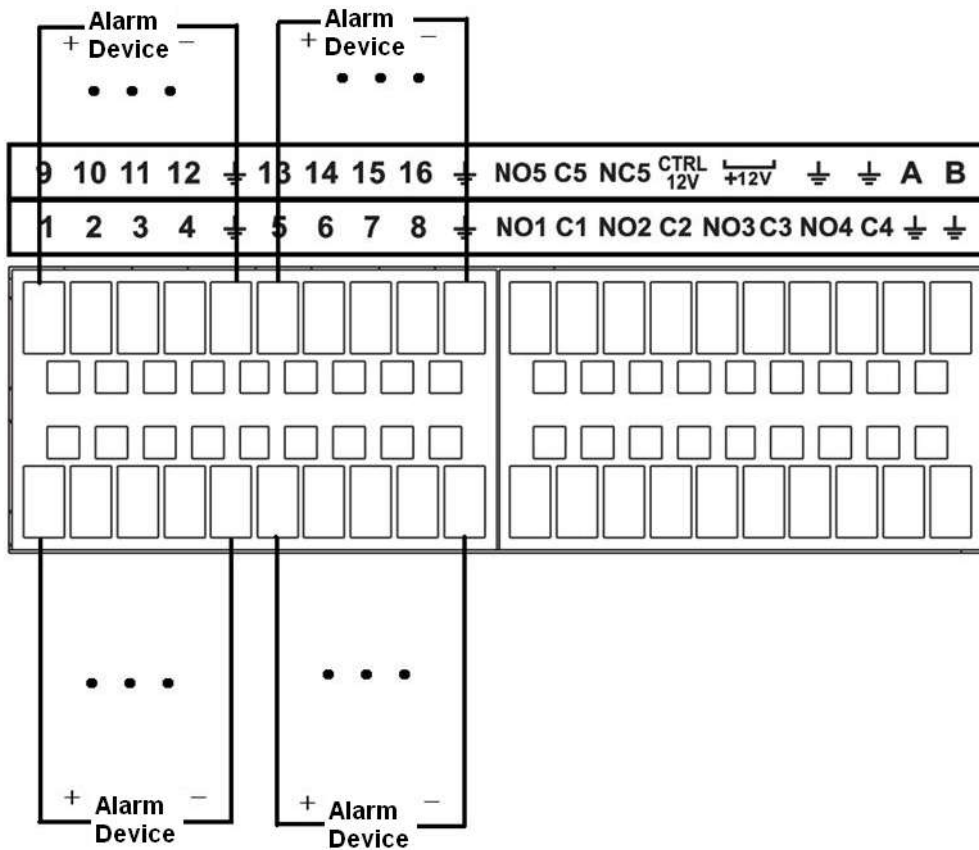 Alarm
Device
+ −
Alarm
Device
+ −
9 10 11 12 ⏚ 13 14 15 16 ⏚ NO5 C5 NC5 CTRL 12V +12V ⏚ ⏚ A B
1 2 3 4 ⏚ 5 6 7 8 ⏚ NO1 C1 NO2 C2 NO3 C3 NO4 C4 ⏚ ⏚
+ −
Alarm
Device
+ −
Alarm
Device